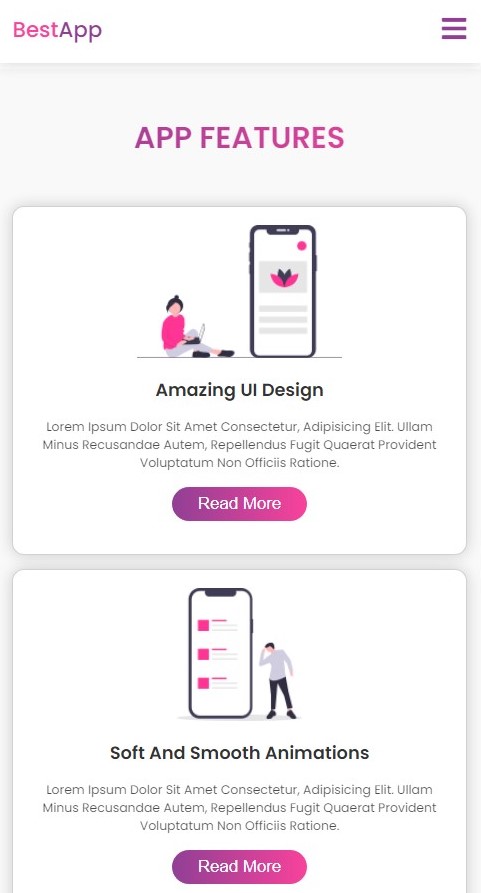 BestApp
APP FEATURES
Amazing UI Design
Lorem Ipsum Dolor Sit Amet Consectetur, Adipisicing Elit. Ullam
Minus Recusandae Autem, Repellendus Fugit Quaerat Provident
Voluptatum Non Officiis Ratione.
Read More
Soft And Smooth Animations
Lorem Ipsum Dolor Sit Amet Consectetur, Adipisicing Elit. Ullam
Minus Recusandae Autem, Repellendus Fugit Quaerat Provident
Voluptatum Non Officiis Ratione.
Read More